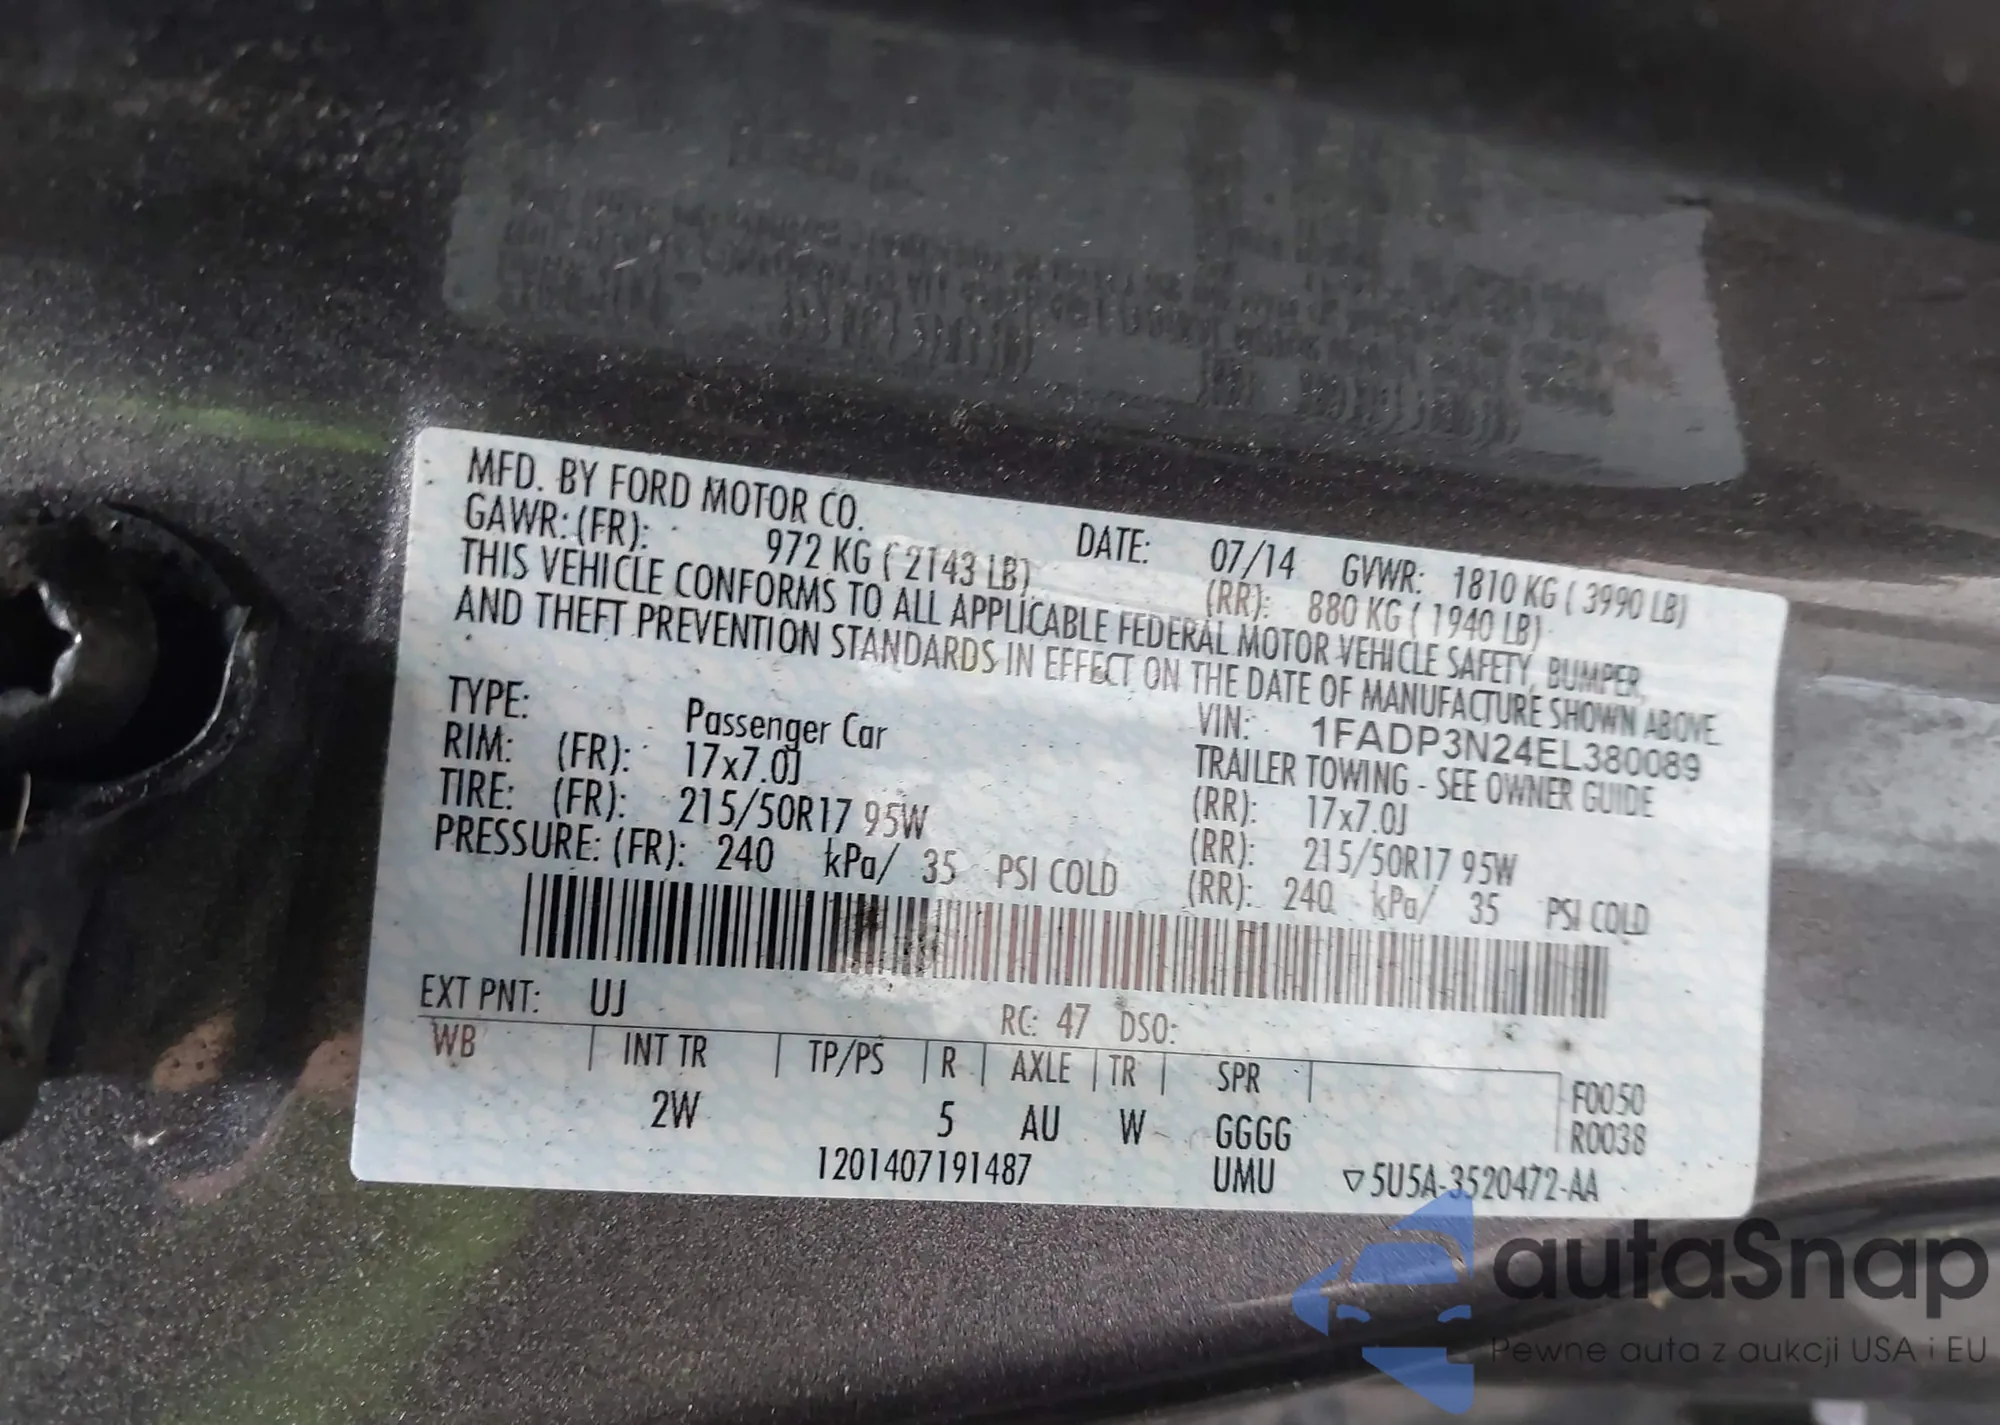 MFD. BY FORD MOTOR CO. DATE: 07/14 GVWR: 1810 KG ( 3990 LB)
GAWR: (FR): 972 KG ( 2143 LB) (RR): 880 KG ( 1940 LB)
THIS VEHICLE CONFORMS TO ALL APPLICABLE FEDERAL MOTOR VEHICLE SAFETY, BUMPER,
AND THEFT PREVENTION STANDARDS IN EFFECT ON THE DATE OF MANUFACTURE SHOWN ABOVE.
VIN: 1FADP3N24EL380089
TYPE: Passenger Car TRAILER TOWING - SEE OWNER GUIDE
RIM: (FR): 17x7.0J (RR): 17x7.0J
TIRE: (FR): 215/50R17 95W (RR): 215/50R17 95W
PRESSURE: (FR): 240 kPa/ 35 PSI COLD (RR): 240 kPa/ 35 PSI COLD
EXT PNT: UJ RC: 47 DSO:
WB INT TR TP/PS R AXLE TR SPR F0050
2W 5 AU W GGGG R0038
1201407191487 UMU ▽5U5A-3520472-AA
autaSnap
Pewne auta z aukcji USA i EU